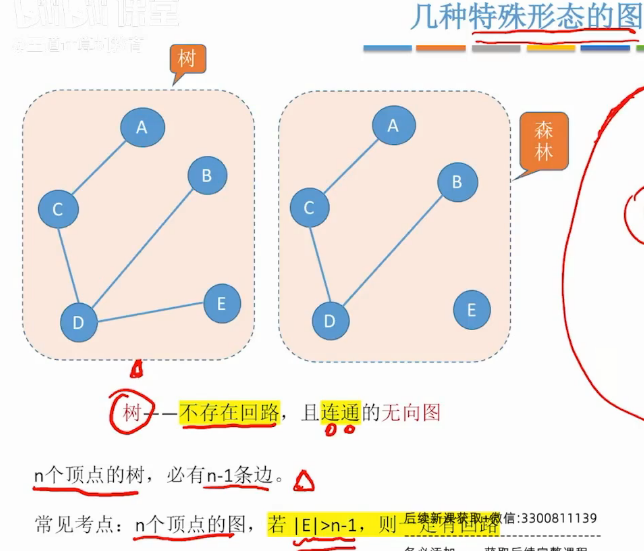 几种特殊形态的图
树
A
B
C
D
E
森
林
A
B
C
D
E
树——不存在回路，且连通的无向图
n个顶点的树，必有n-1条边。
常见考点：n个顶点的图，若 |E|>n-1，则一定有回路
后续新课获取+微信:3300811139